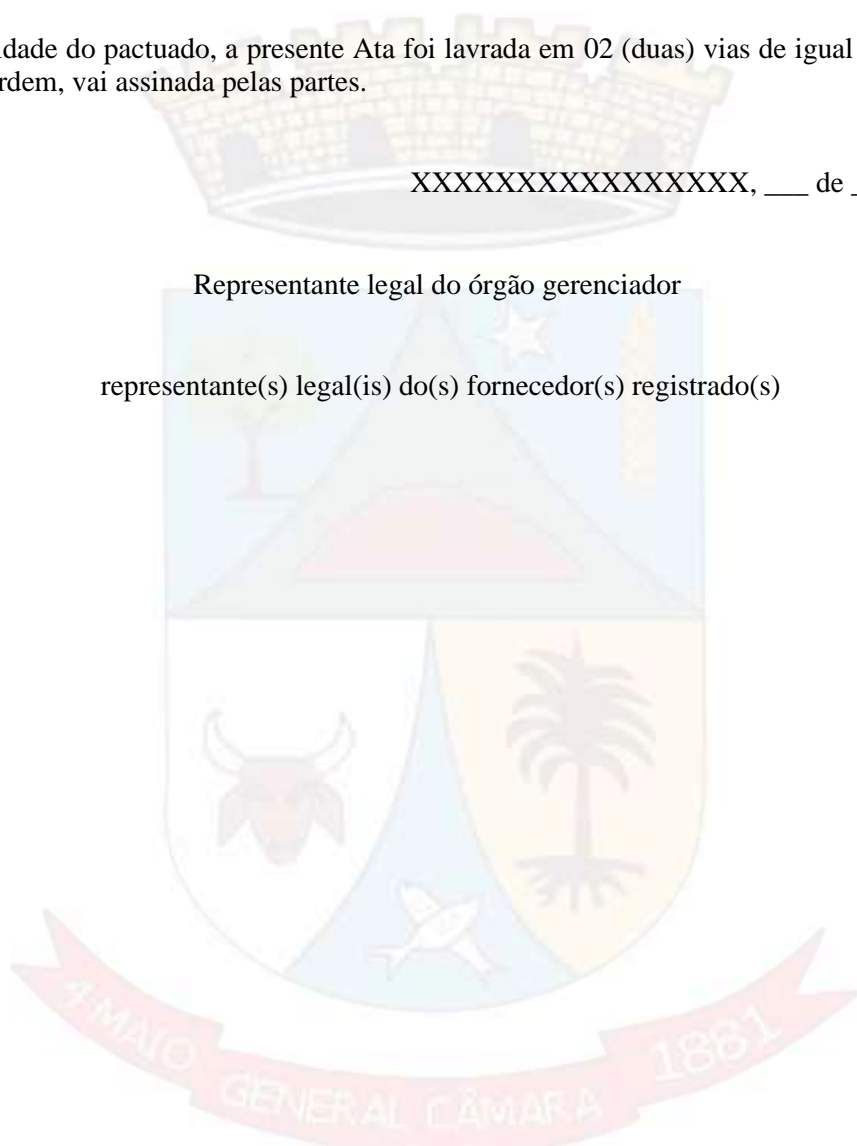 idade do pactuado, a presente Ata foi lavrada em 02 (duas) vias de igual
rdem, vai assinada pelas partes.
XXXXXXXXXXXXXXXX, ___ de _
Representante legal do órgão gerenciador
representante(s) legal(is) do(s) fornecedor(s) registrado(s)
4 MAIO GENERAL CÂMARA 1881